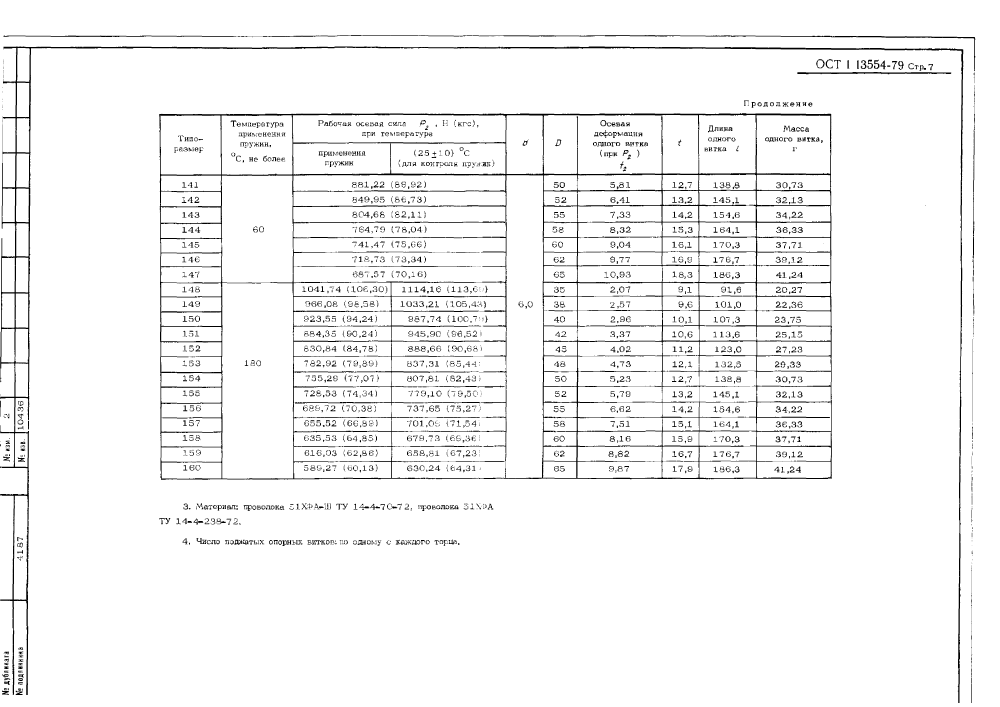 ОСТ 1 13554-79 Стр. 7
Продолжение
Типо-размер | Температура применения пружин, °С, не более | Рабочая осевая сила P₂, Н (кгс), при температуре | d | D | Осевая деформация одного витка (при P₂) f₂ | t | Длина одного витка l | Масса одного витка, г
применения пружин | (25±10) °С (для контроля пружин)
141 | 881,22 (89,92) | 50 | 5,81 | 12,7 | 138,8 | 30,73
142 | 849,95 (86,73) | 52 | 6,41 | 13,2 | 145,1 | 32,13
143 | 804,68 (82,11) | 55 | 7,33 | 14,2 | 154,6 | 34,22
144 | 60 | 764,79 (78,04) | 58 | 8,32 | 15,3 | 164,1 | 36,33
145 | 741,47 (75,66) | 60 | 9,04 | 16,1 | 170,3 | 37,71
146 | 718,73 (73,34) | 62 | 9,77 | 16,9 | 176,7 | 39,12
147 | 687,57 (70,16) | 65 | 10,93 | 18,3 | 186,3 | 41,24
148 | 1041,74 (106,30) | 1114,16 | 35 | 2,07 | 9,1 | 91,6 | 20,27
149 | 966,08 (98,58) | 1033,21 (105,43) | 6,0 | 38 | 2,57 | 9,6 | 101,0 | 22,36
150 | 923,55 (94,24) | 987,74 | 40 | 2,96 | 10,1 | 107,3 | 23,75
151 | 884,35 (90,24) | 945,90 (96,52) | 42 | 3,37 | 10,6 | 113,6 | 25,15
152 | 830,84 (84,78) | 888,66 (90,68) | 45 | 4,02 | 11,2 | 123,0 | 27,23
153 | 180 | 782,92 (79,89) | 837,31 (85,44) | 48 | 4,73 | 12,1 | 132,5 | 29,33
154 | 755,29 (77,07) | 807,81 (82,43) | 50 | 5,23 | 12,7 | 138,8 | 30,73
155 | 728,53 (74,34) | 779,10 (79,50) | 52 | 5,79 | 13,2 | 145,1 | 32,13
156 | 689,72 (70,38) | 737,65 (75,27) | 55 | 6,62 | 14,2 | 154,6 | 34,22
157 | 655,52 (66,89) | 701,09 (71,54) | 58 | 7,51 | 15,1 | 164,1 | 36,33
158 | 635,53 (64,85) | 679,73 (69,36) | 60 | 8,16 | 15,9 | 170,3 | 37,71
159 | 616,03 (62,86) | 658,81 (67,23) | 62 | 8,82 | 16,7 | 176,7 | 39,12
160 | 589,27 (60,13) | 630,24 (64,31) | 65 | 9,87 | 17,9 | 186,3 | 41,24
3. Материал: проволока 51ХФА-Ш ТУ 14-4-70-72, проволока 51ХФА
ТУ 14-4-238-72.
4. Число поджатых опорных витков: по одному с каждого торца.
№ изм. 2
№ изв. 10436
4187
№ дубликата
№ подлинника